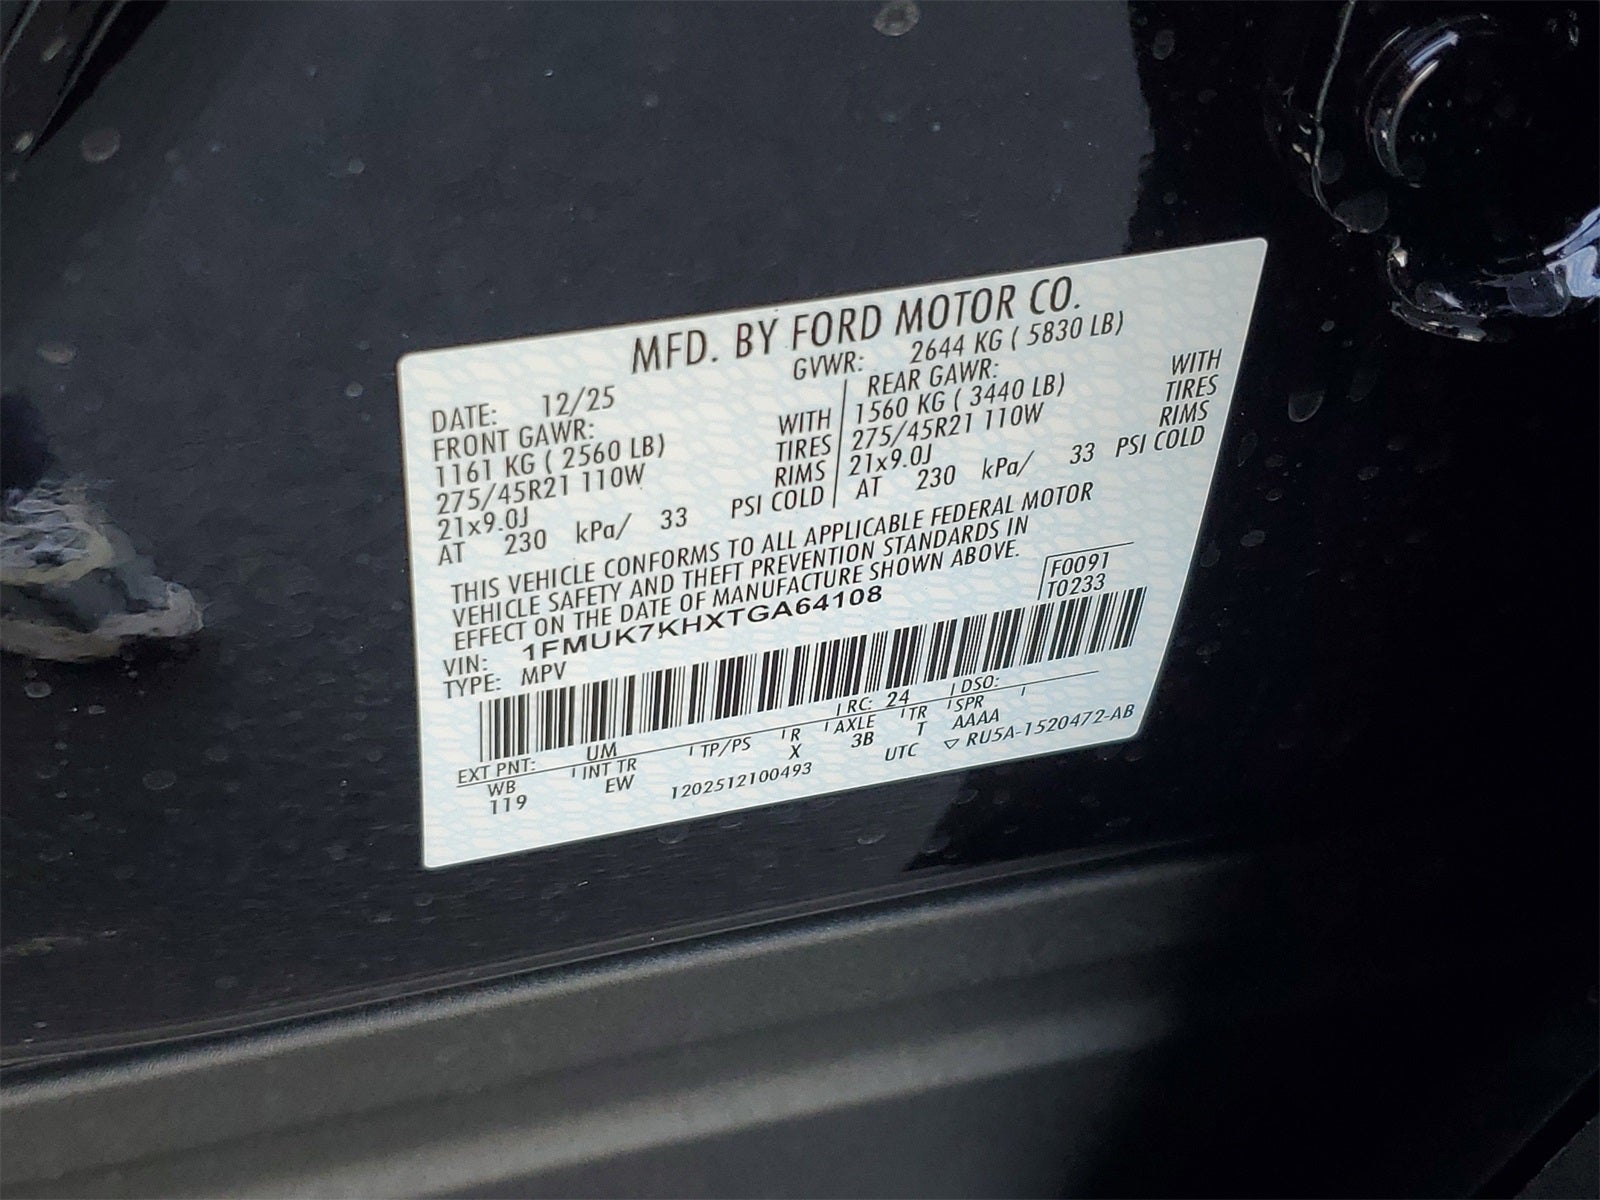 MFD. BY FORD MOTOR CO.
DATE: 12/25 GVWR: 2644 KG ( 5830 LB)
FRONT GAWR: REAR GAWR:
1161 KG ( 2560 LB) WITH 1560 KG ( 3440 LB) WITH
275/45R21 110W TIRES 275/45R21 110W TIRES
21x9.0J RIMS 21x9.0J RIMS
AT 230 kPa/ 33 PSI COLD AT 230 kPa/ 33 PSI COLD
THIS VEHICLE CONFORMS TO ALL APPLICABLE FEDERAL MOTOR
VEHICLE SAFETY AND THEFT PREVENTION STANDARDS IN
EFFECT ON THE DATE OF MANUFACTURE SHOWN ABOVE.
F0091
VIN: 1FMUK7KHXTGA64108 T0233
TYPE: MPV
EXT PNT: UM RC: 24 DSO:
WB INT TR TP/PS R AXLE TR SPR
119 EW X 3B T AAAA
1202512100493 UTC ▽ RU5A-1520472-AB